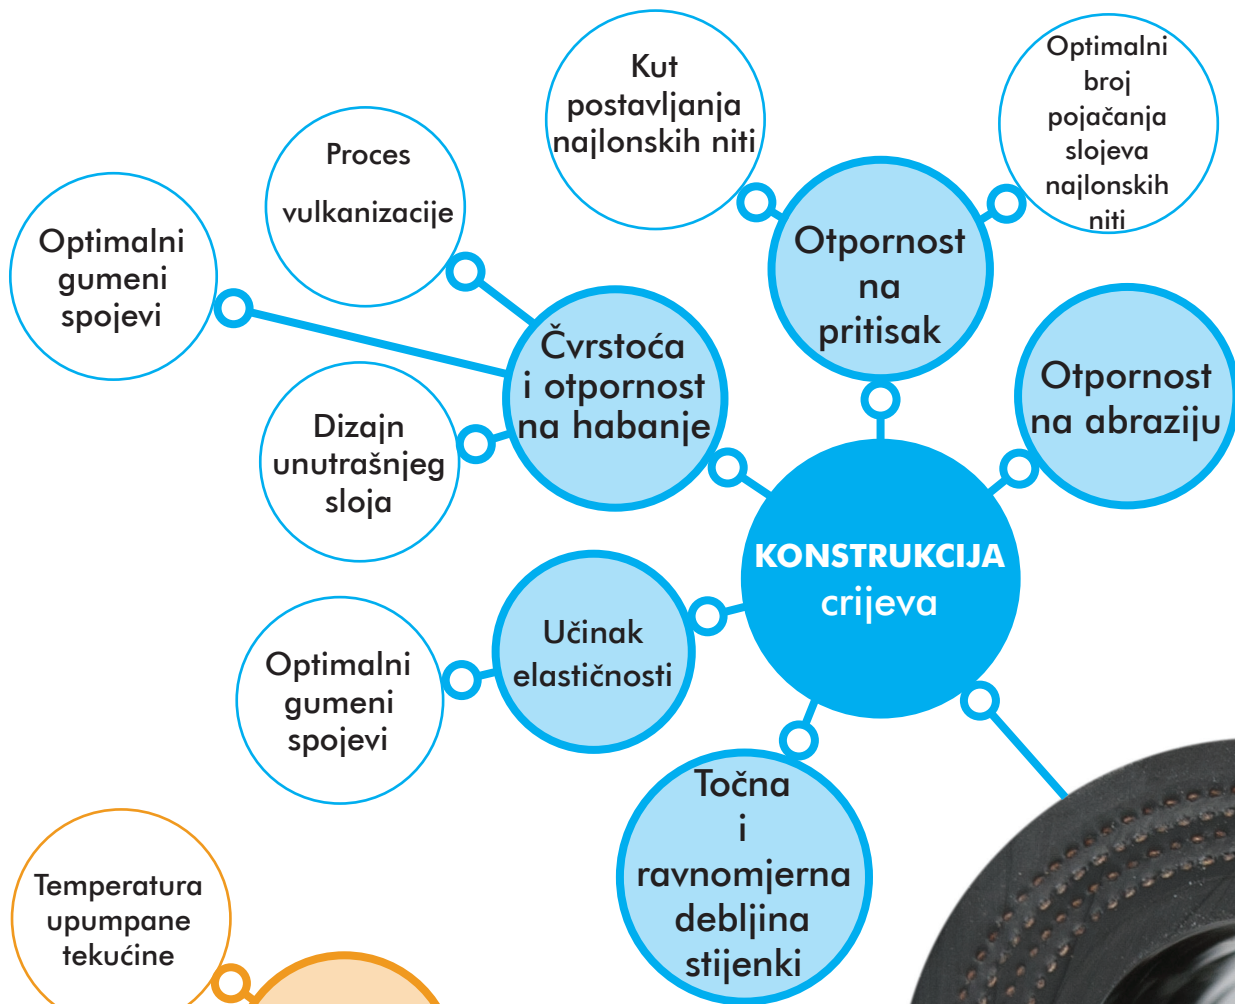 Kut
postavljanja
najlonskih niti
Optimalni
broj
pojačanja
slojeva
najlonskih
niti
Proces
vulkanizacije
Optimalni
gumeni
spojevi
Otpornost
na
pritisak
Čvrstoća
i otpornost
na habanje
Otpornost
na abraziju
Dizajn
unutrašnjeg
sloja
KONSTRUKCIJA
crijeva
Učinak
elastičnosti
Optimalni
gumeni
spojevi
Točna
i
ravnomjerna
debljina
stijenki
Temperatura
upumpane
tekućine